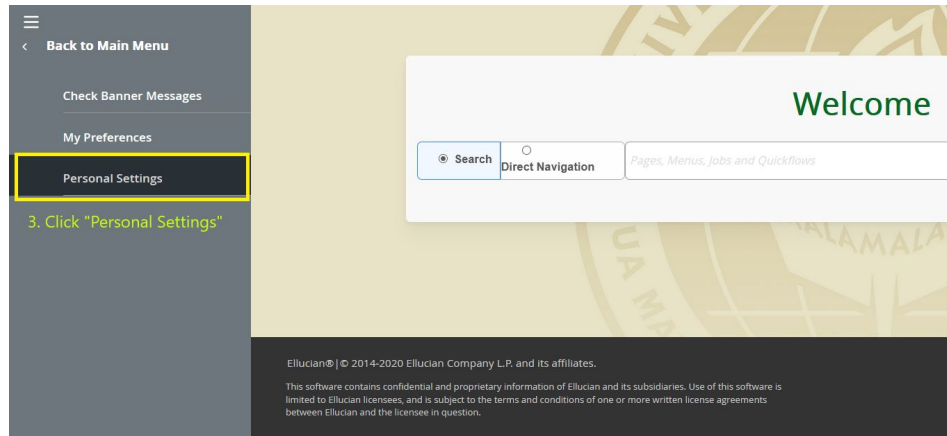 Back to Main Menu
Check Banner Messages
My Preferences
Personal Settings
3. Click "Personal Settings"
Welcome
Search
Direct Navigation
Pages, Menus, Jobs and Quickflows
UA MA
ALAMALA
Ellucian®|© 2014-2020 Ellucian Company L.P. and its affiliates.
This software contains confidential and proprietary information of Ellucian and its subsidiaries. Use of this software is
limited to Ellucian licensees, and is subject to the terms and conditions of one or more written license agreements
between Ellucian and the licensee in question.